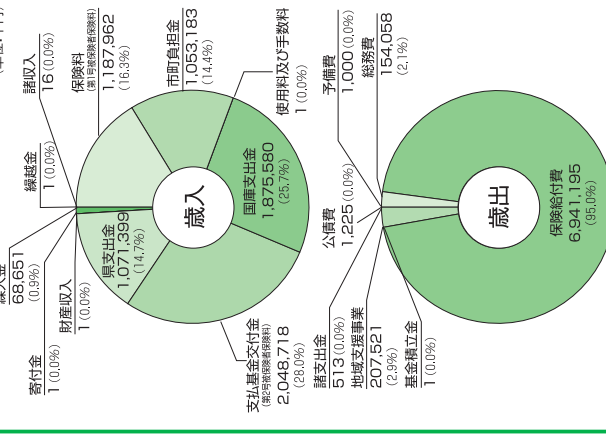 諸収入
16(0.0%)
保険料
(第1号被保険者保険料)
1,187,962
(16.3%)
市町負担金
1,053,183
(14.4%)
使用料及び手数料
1(0.0%)
国庫支出金
1,875,580
(25.7%)
支払基金交付金
(第2号被保険者保険料)
2,048,718
(28.0%)
県支出金
1,071,399
(14.7%)
財産収入
1(0.0%)
寄付金
1(0.0%)
68,651
(0.9%)
繰越金
1(0.0%)
歳入
予備費
1,000(0.0%)
総務費
154,058
(2.1%)
保険給付費
6,941,195
(95.0%)
基金積立金
1(0.0%)
地域支援事業
207,521
(2.9%)
諸支出金
513(0.0%)
公債費
1,225(0.0%)
歳出